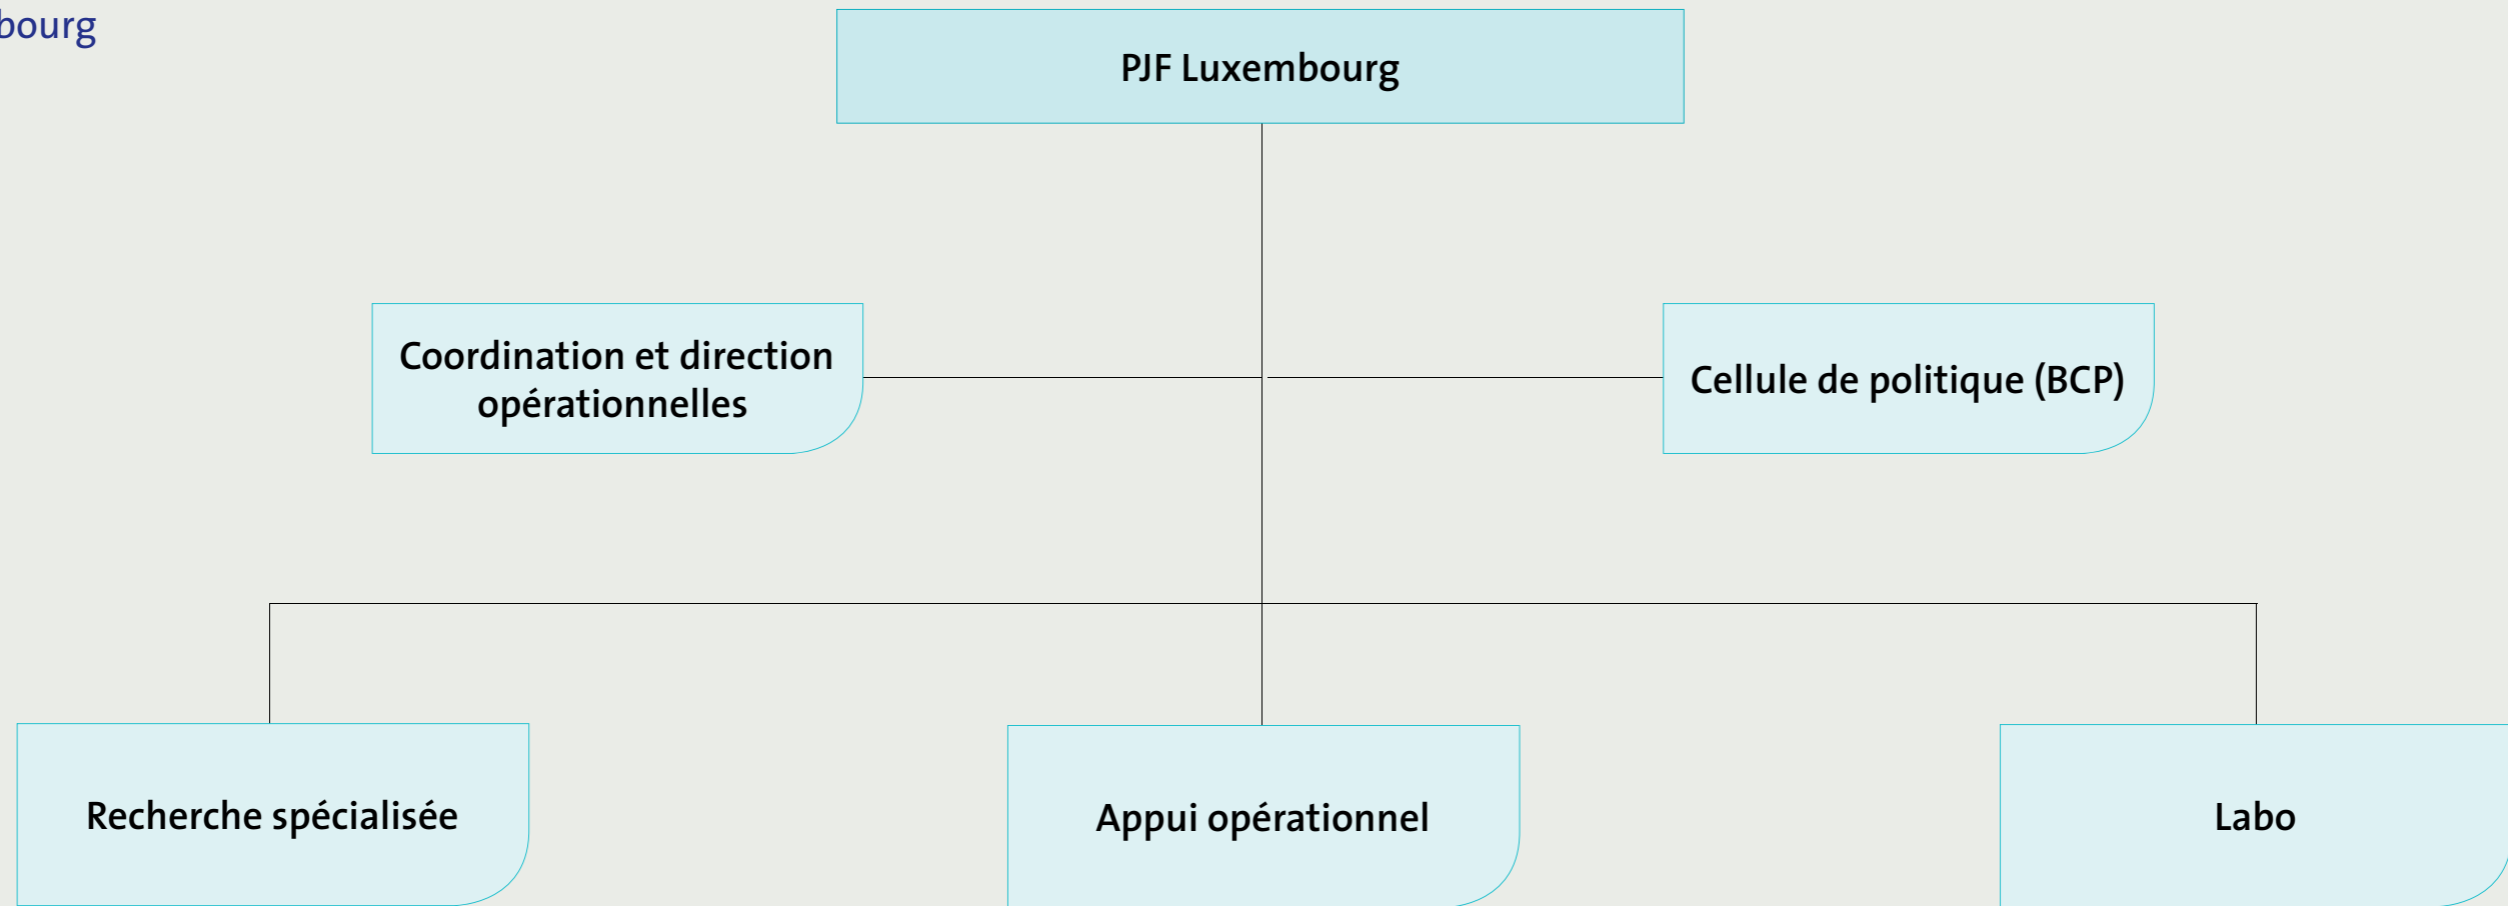 bourg
PJF Luxembourg
Coordination et direction
opérationnelles
Cellule de politique (BCP)
Recherche spécialisée
Appui opérationnel
Labo